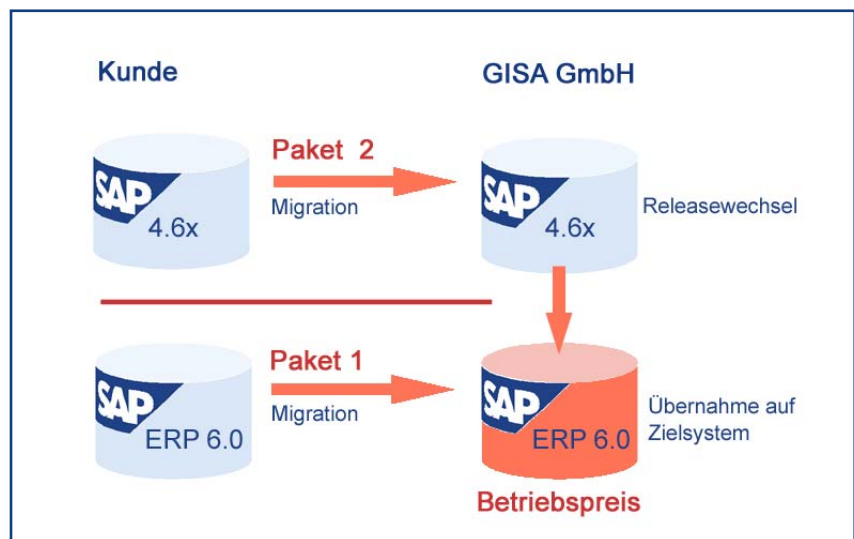 Kunde
GISA GmbH
Paket 2
Migration
SAP
4.6x
SAP
4.6x
Releasewechsel
Paket 1
Migration
SAP
ERP 6.0
SAP
ERP 6.0
Übernahme auf
Zielsystem
Betriebspreis